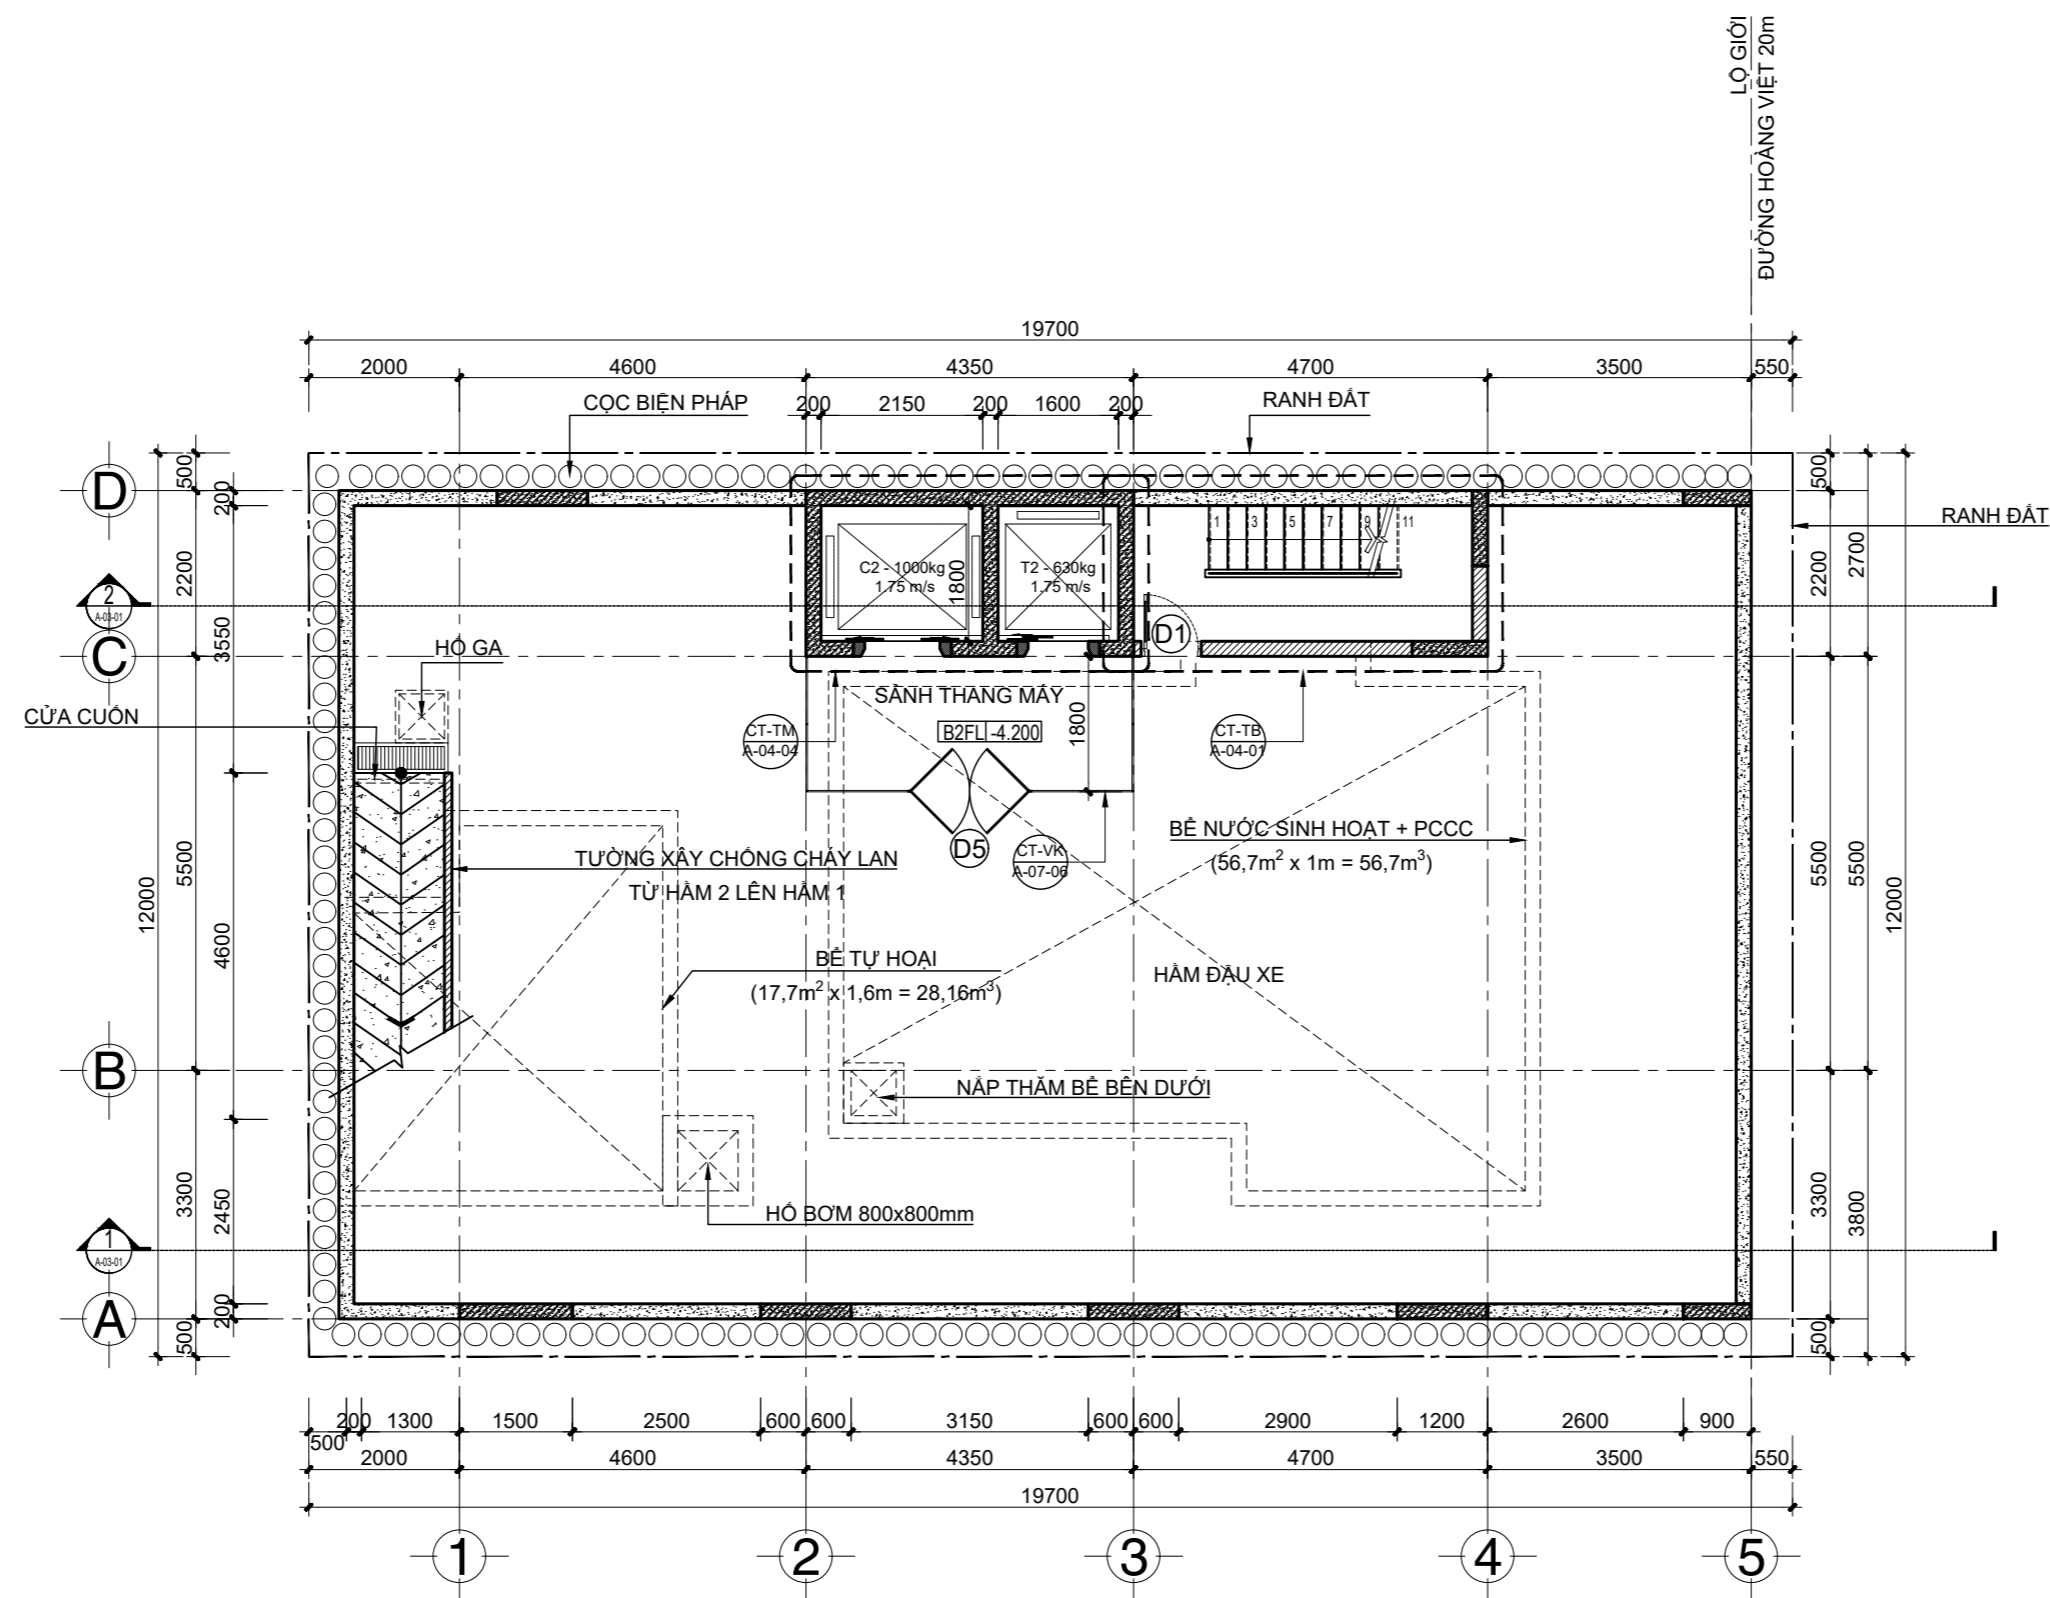 LỘ GIỚI
ĐƯỜNG HOÀNG VIỆT 20m
19700
2000 4600 4350 4700 3500 550
CỌC BIỆN PHÁP
200 2150 200 1600 200
RANH ĐẤT
RANH ĐẤT
D
C
B
A
12000
500
2200
5500
3300
500
200
3550
4600
2450
200
2
A-03-01
1
A-03-01
C2 - 1000kg
1.75 m/s
1800
T2 - 630kg
1.75 m/s
1 3 5 7 9 11
D1
HỐ GA
CỬA CUỐN
SẢNH THANG MÁY
B2FL -4.200
1800
CT-TM
A-04-04
CT-TB
A-04-01
D5
CT-VK
A-07-06
BỂ NƯỚC SINH HOẠT + PCCC
(56,7m² x 1m = 56,7m³)
TƯỜNG XÂY CHỐNG CHÁY LAN
TỪ HẦM 2 LÊN HẦM 1
BỂ TỰ HOẠI
(17,7m² x 1,6m = 28,16m³)
HẦM ĐẬU XE
NẮP THĂM BỂ BÊN DƯỚI
HỐ BƠM 800x800mm
500
2200
5500
3300
500
2700
5500
3800
12000
200 1300 1500 2500 600 600 3150 600 600 2900 1200 2600 900
500
2000 4600 4350 4700 3500 550
19700
1 2 3 4 5